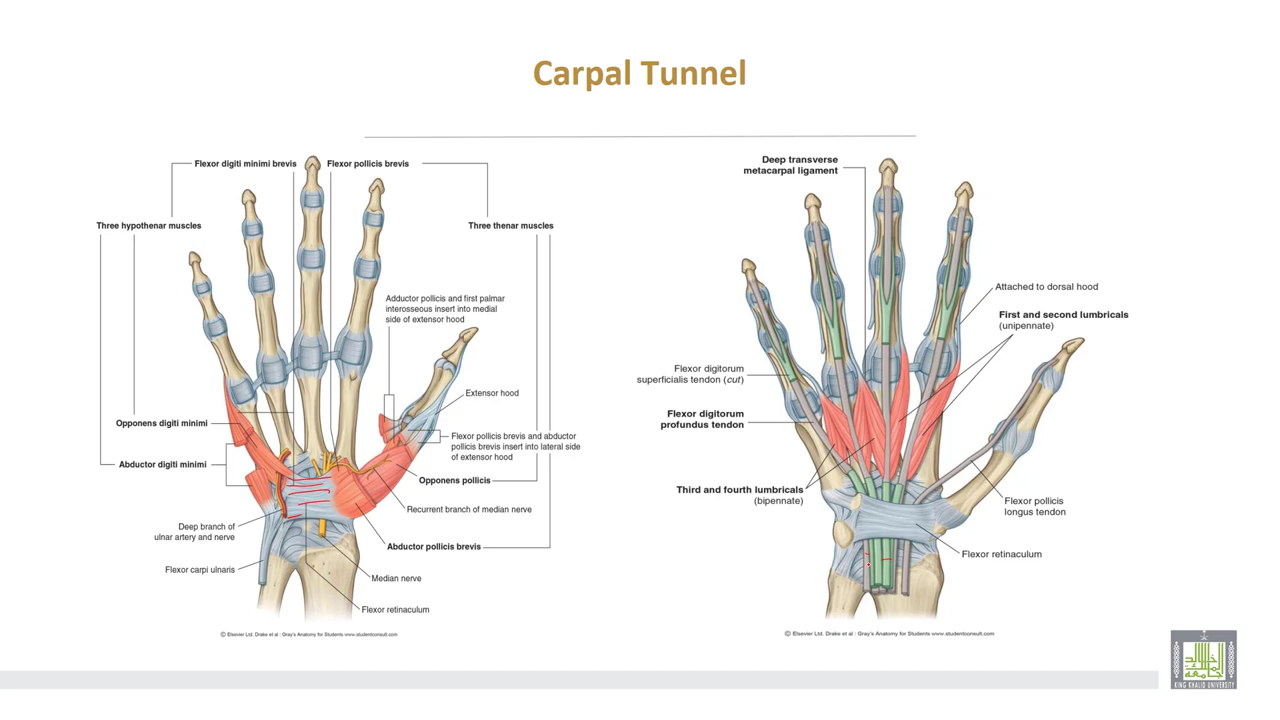 Carpal Tunnel
Flexor digiti minimi brevis
Flexor pollicis brevis
Three hypothenar muscles
Three thenar muscles
Adductor pollicis and first palmar
interosseous insert into medial
side of extensor hood
Extensor hood
Opponens digiti minimi
Flexor pollicis brevis and abductor
pollicis brevis insert into lateral side
of extensor hood
Abductor digiti minimi
Opponens pollicis
Recurrent branch of median nerve
Deep branch of
ulnar artery and nerve
Abductor pollicis brevis
Flexor carpi ulnaris
Median nerve
Flexor retinaculum
© Elsevier Ltd. Drake et al : Gray's Anatomy for Students www.studentconsult.com
Deep transverse
metacarpal ligament
Attached to dorsal hood
First and second lumbricals
(unipennate)
Flexor digitorum
superficialis tendon (cut)
Flexor digitorum
profundus tendon
Third and fourth lumbricals
(bipennate)
Flexor pollicis
longus tendon
Flexor retinaculum
© Elsevier Ltd. Drake et al : Gray's Anatomy for Students www.studentconsult.com
KING KHALID UNIVERSITY